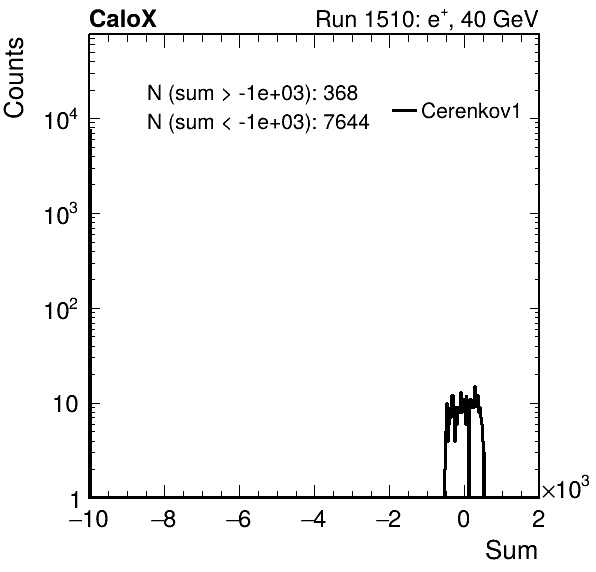 CaloX Run 1510: e⁺, 40 GeV
Counts
N (sum > -1e+03): 368
N (sum < -1e+03): 7644
Cerenkov1
10⁴
10³
10²
10
1
−10 −8 −6 −4 −2 0 2
×10³
Sum